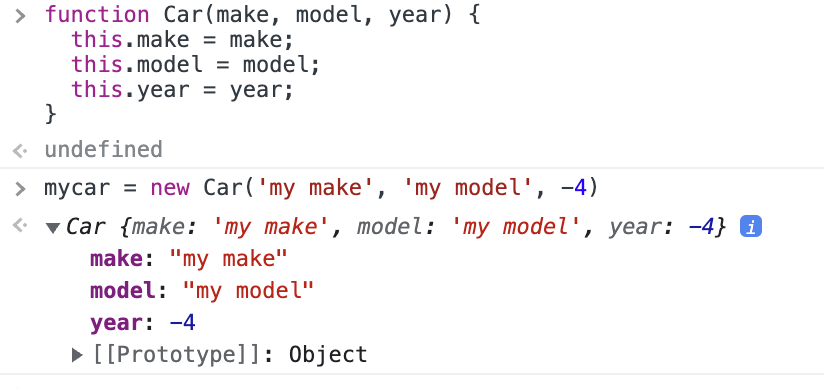 > function Car(make, model, year) {
this.make = make;
this.model = model;
this.year = year;
}
undefined
> mycar = new Car('my make', 'my model', -4)
Car {make: 'my make', model: 'my model', year: -4} i
make: "my make"
model: "my model"
year: -4
[[Prototype]]: Object